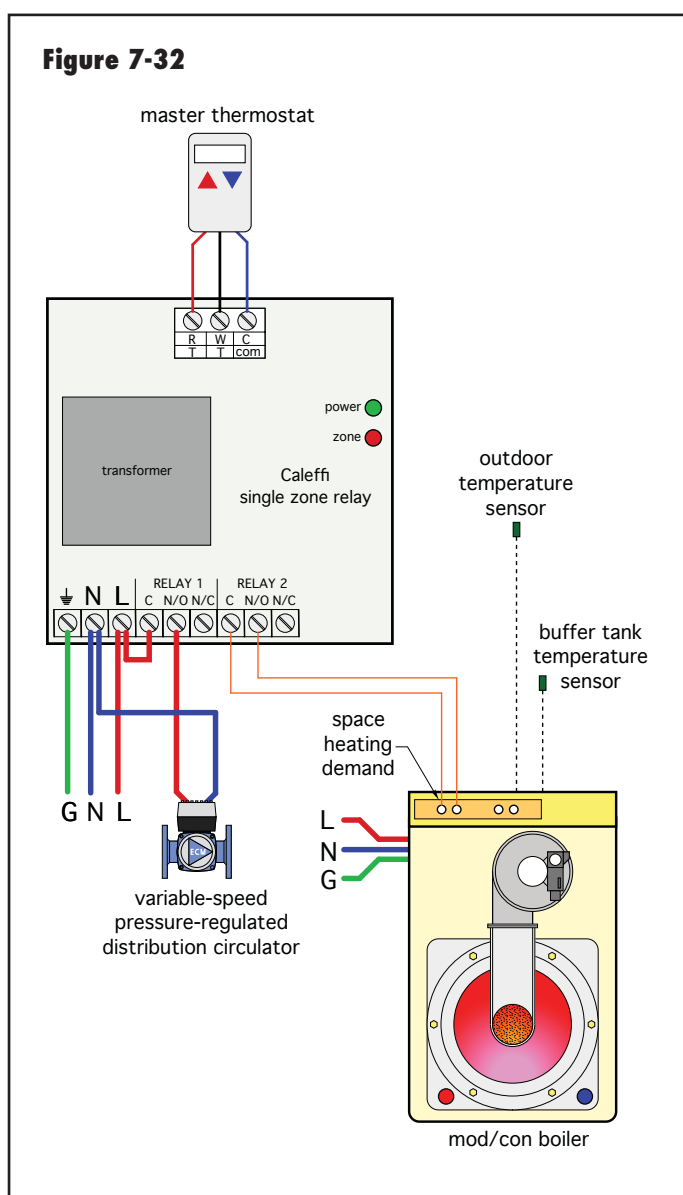 Figure 7-32
master thermostat
R W C
T T com
power
zone
transformer
Caleffi
single zone relay
outdoor
temperature
sensor
RELAY 1 RELAY 2
N L C N/O N/C C N/O N/C
buffer tank
temperature
sensor
space
heating
demand
G N L
L
N
G
ECM
variable-speed
pressure-regulated
distribution circulator
mod/con boiler